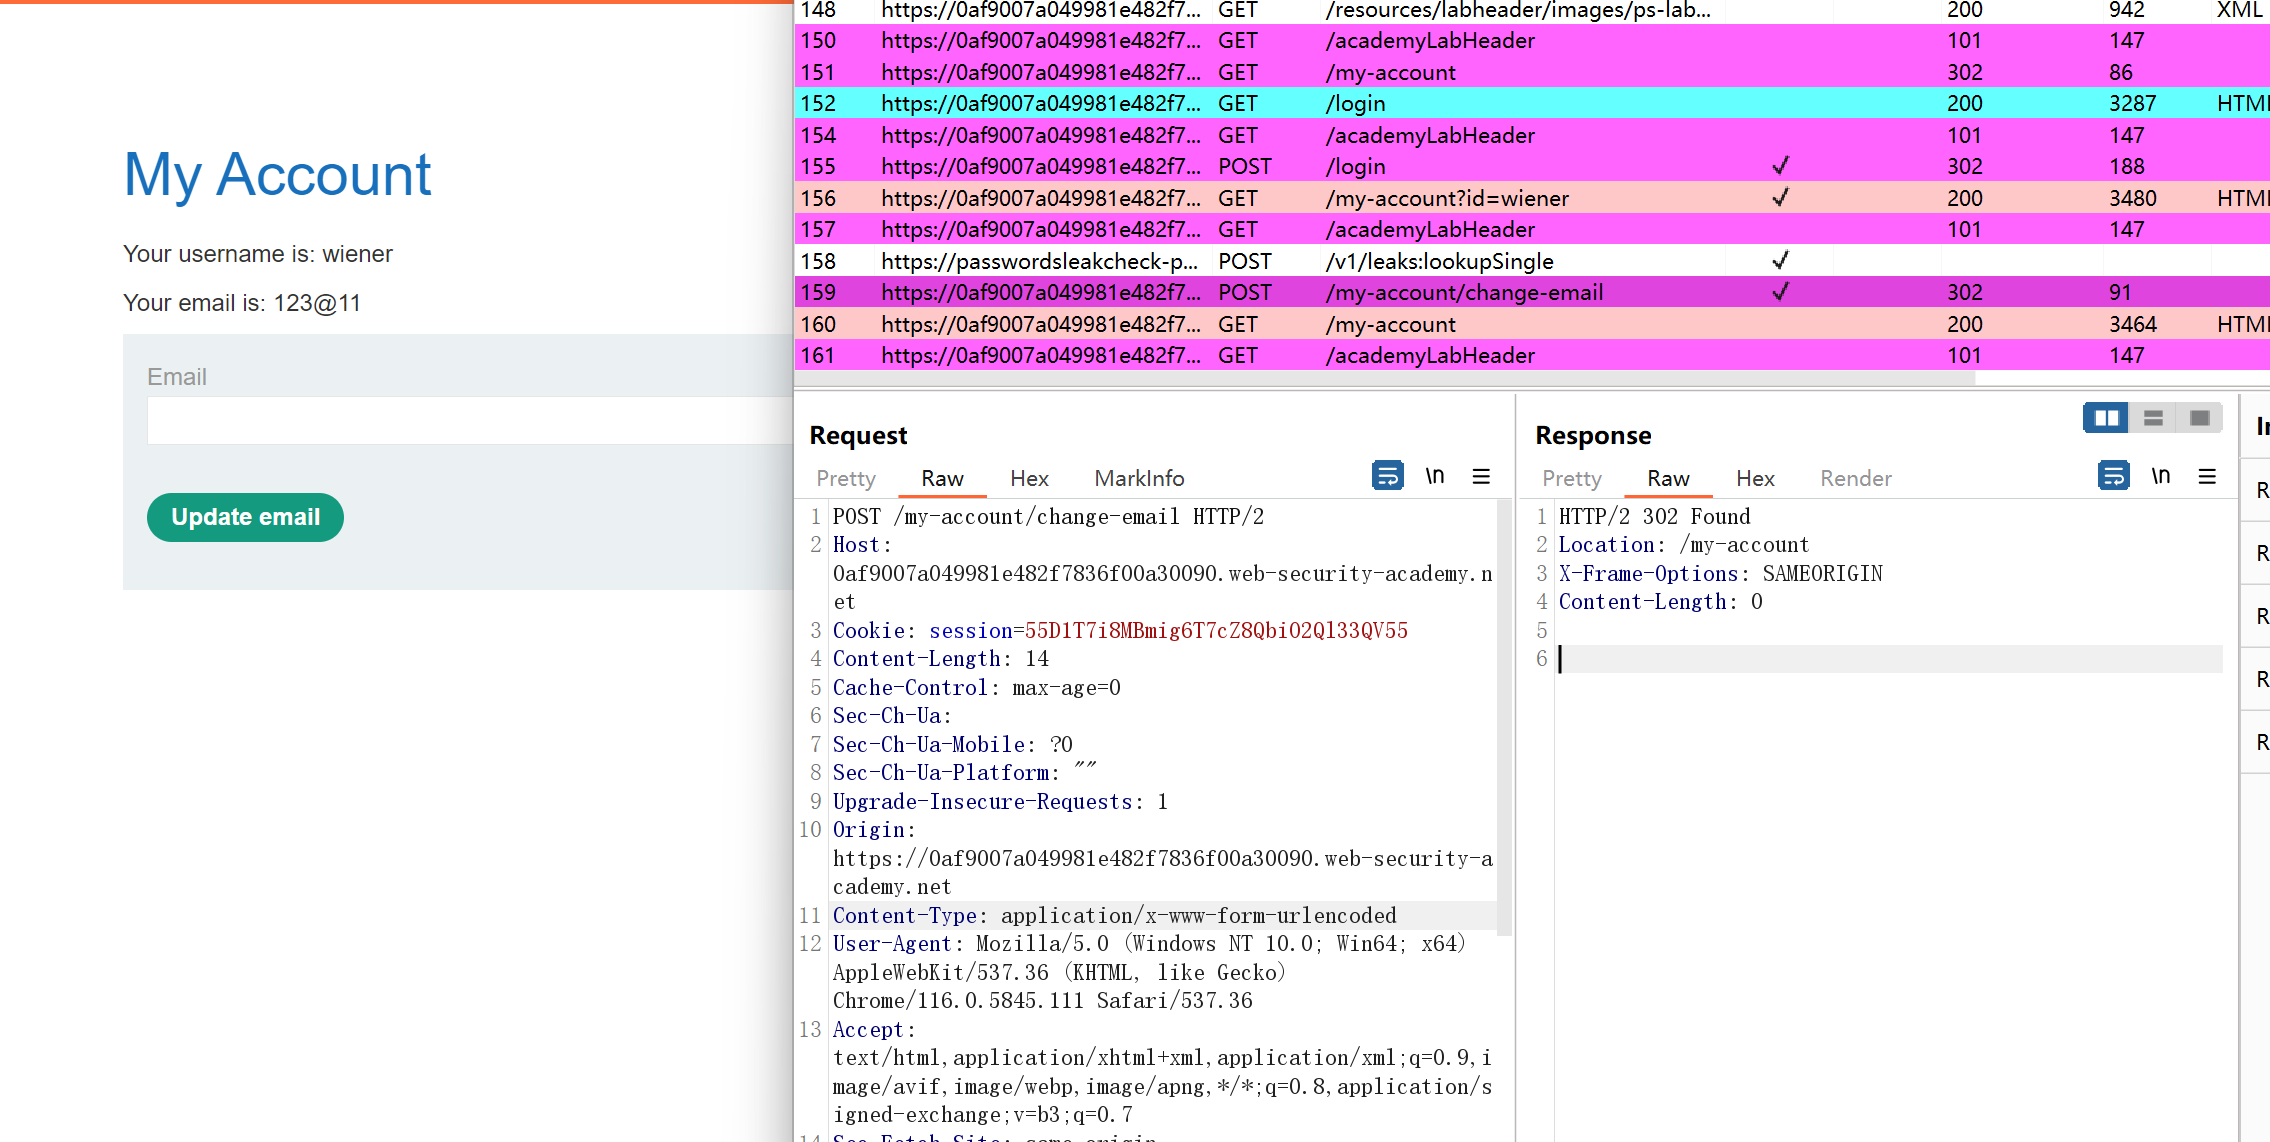 My Account
Your username is: wiener
Your email is: 123@11
Email
Update email
148 https://0af9007a049981e482f7... GET /resources/labheader/images/ps-lab... 200 942 XML
150 https://0af9007a049981e482f7... GET /academyLabHeader 101 147
151 https://0af9007a049981e482f7... GET /my-account 302 86
152 https://0af9007a049981e482f7... GET /login 200 3287 HTM
154 https://0af9007a049981e482f7... GET /academyLabHeader 101 147
155 https://0af9007a049981e482f7... POST /login ✓ 302 188
156 https://0af9007a049981e482f7... GET /my-account?id=wiener ✓ 200 3480 HTM
157 https://0af9007a049981e482f7... GET /academyLabHeader 101 147
158 https://passwordsleakcheck-p... POST /v1/leaks:lookupSingle ✓
159 https://0af9007a049981e482f7... POST /my-account/change-email ✓ 302 91
160 https://0af9007a049981e482f7... GET /my-account 200 3464 HTM
161 https://0af9007a049981e482f7... GET /academyLabHeader 101 147
Request
Pretty Raw Hex MarkInfo \n
1 POST /my-account/change-email HTTP/2
2 Host:
0af9007a049981e482f7836f00a30090.web-security-academy.n
et
3 Cookie: session=55D1T7i8MBmig6T7cZ8QbiO2Ql33QV55
4 Content-Length: 14
5 Cache-Control: max-age=0
6 Sec-Ch-Ua:
7 Sec-Ch-Ua-Mobile: ?0
8 Sec-Ch-Ua-Platform: ""
9 Upgrade-Insecure-Requests: 1
10 Origin:
https://0af9007a049981e482f7836f00a30090.web-security-a
cademy.net
11 Content-Type: application/x-www-form-urlencoded
12 User-Agent: Mozilla/5.0 (Windows NT 10.0; Win64; x64)
AppleWebKit/537.36 (KHTML, like Gecko)
Chrome/116.0.5845.111 Safari/537.36
13 Accept:
text/html,application/xhtml+xml,application/xml;q=0.9,i
mage/avif,image/webp,image/apng,*/*;q=0.8,application/s
igned-exchange;v=b3;q=0.7
14 Sec-Fetch-Site: same-origin
Response
Pretty Raw Hex Render \n
1 HTTP/2 302 Found
2 Location: /my-account
3 X-Frame-Options: SAMEORIGIN
4 Content-Length: 0
5
6
R
R
R
R
R